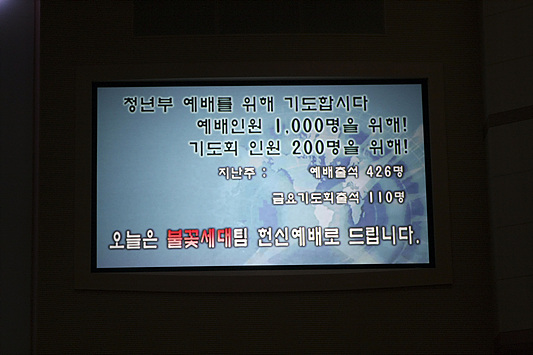 청년부 예배를 위해 기도합시다
예배인원 1,000명을 위해!
기도회 인원 200명을 위해!
지난주 : 예배출석 426명
금요기도회출석 110명
오늘은 불꽃세대팀 헌신예배로 드립니다.